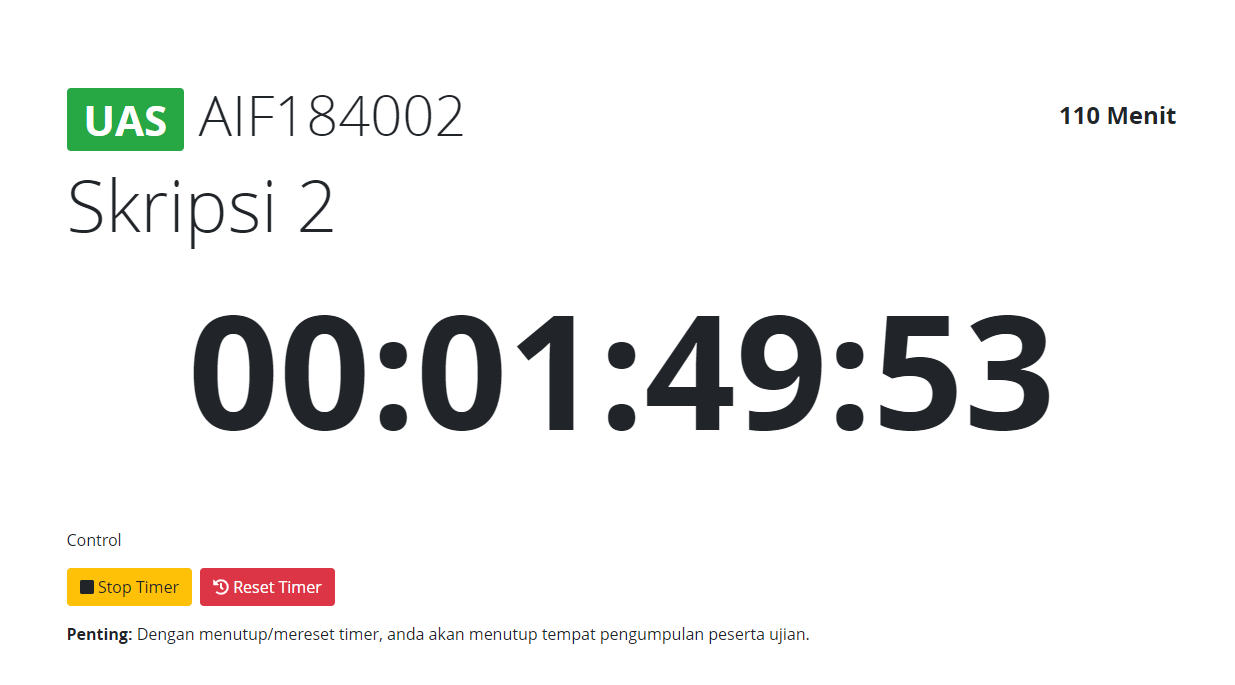 UAS AIF184002
110 Menit
Skripsi 2
00:01:49:53
Control
Stop Timer Reset Timer
Penting: Dengan menutup/mereset timer, anda akan menutup tempat pengumpulan peserta ujian.